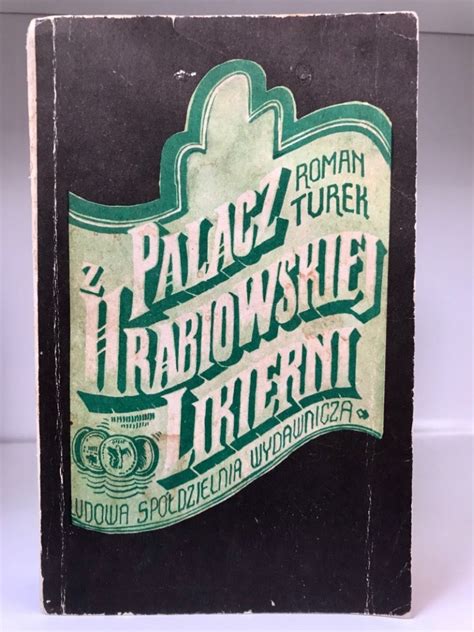 ROMAN
TUREK
PALACZ
Z HRABIOWSKIEJ
LIKIERNI
LUDOWA SPÓŁDZIELNIA WYDAWNICZA